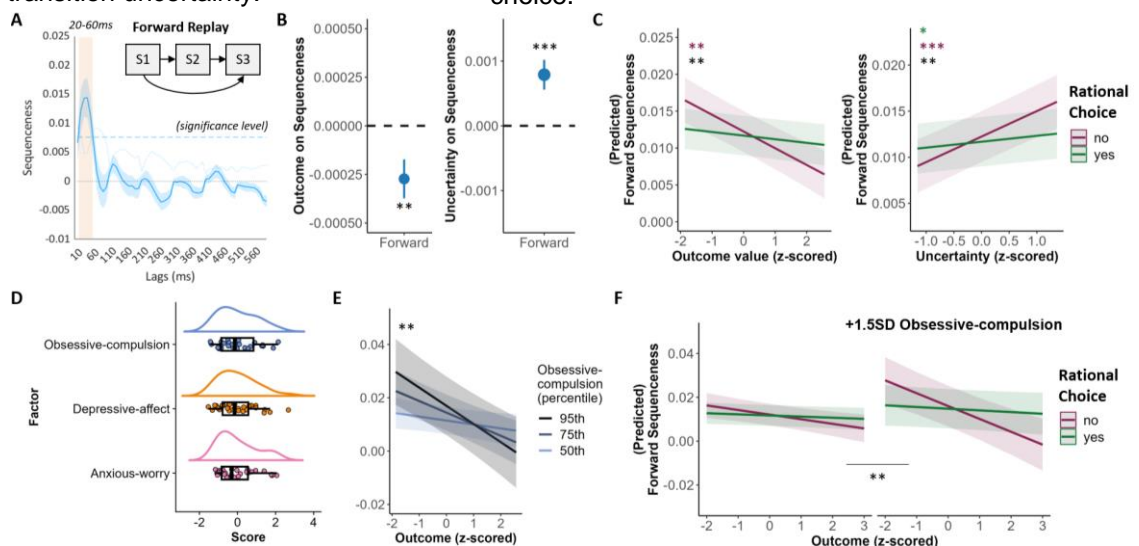 transition uncertainty.
choice.
A
20-60ms
Forward Replay
S1
S2
S3
(significance level)
Sequenceness
0.025
0.02
0.015
0.01
0.005
0
-0.005
-0.01
10
60
110
160
210
260
310
360
410
460
510
560
Lags (ms)
B
Outcome on Sequenceness
0.00050
0.00025
0.00000
-0.00025
-0.00050
**
Forward
Uncertainty on Sequenceness
0.001
0.000
-0.001
***
Forward
C
(Predicted)
Forward Sequenceness
0.020
0.015
0.010
0.005
0.000
**
**
-2
-1
0
1
2
Outcome value (z-scored)
(Predicted)
Forward Sequenceness
0.020
0.015
0.010
0.005
*
***
**
-1.0
-0.5
0.0
0.5
1.0
Uncertainty (z-scored)
Rational
Choice
no
yes
D
Factor
Obsessive-compulsion
Depressive-affect
Anxious-worry
-2
0
2
4
Score
E
0.04
0.02
0.00
-0.02
**
-2
-1
0
1
2
Outcome (z-scored)
Obsessive-
compulsion
(percentile)
95th
75th
50th
F
+1.5SD Obsessive-compulsion
(Predicted)
Forward Sequenceness
0.04
0.02
0.00
-0.02
**
-2
-1
0
1
2
3
-2
-1
0
1
2
3
Outcome (z-scored)
Rational
Choice
no
yes